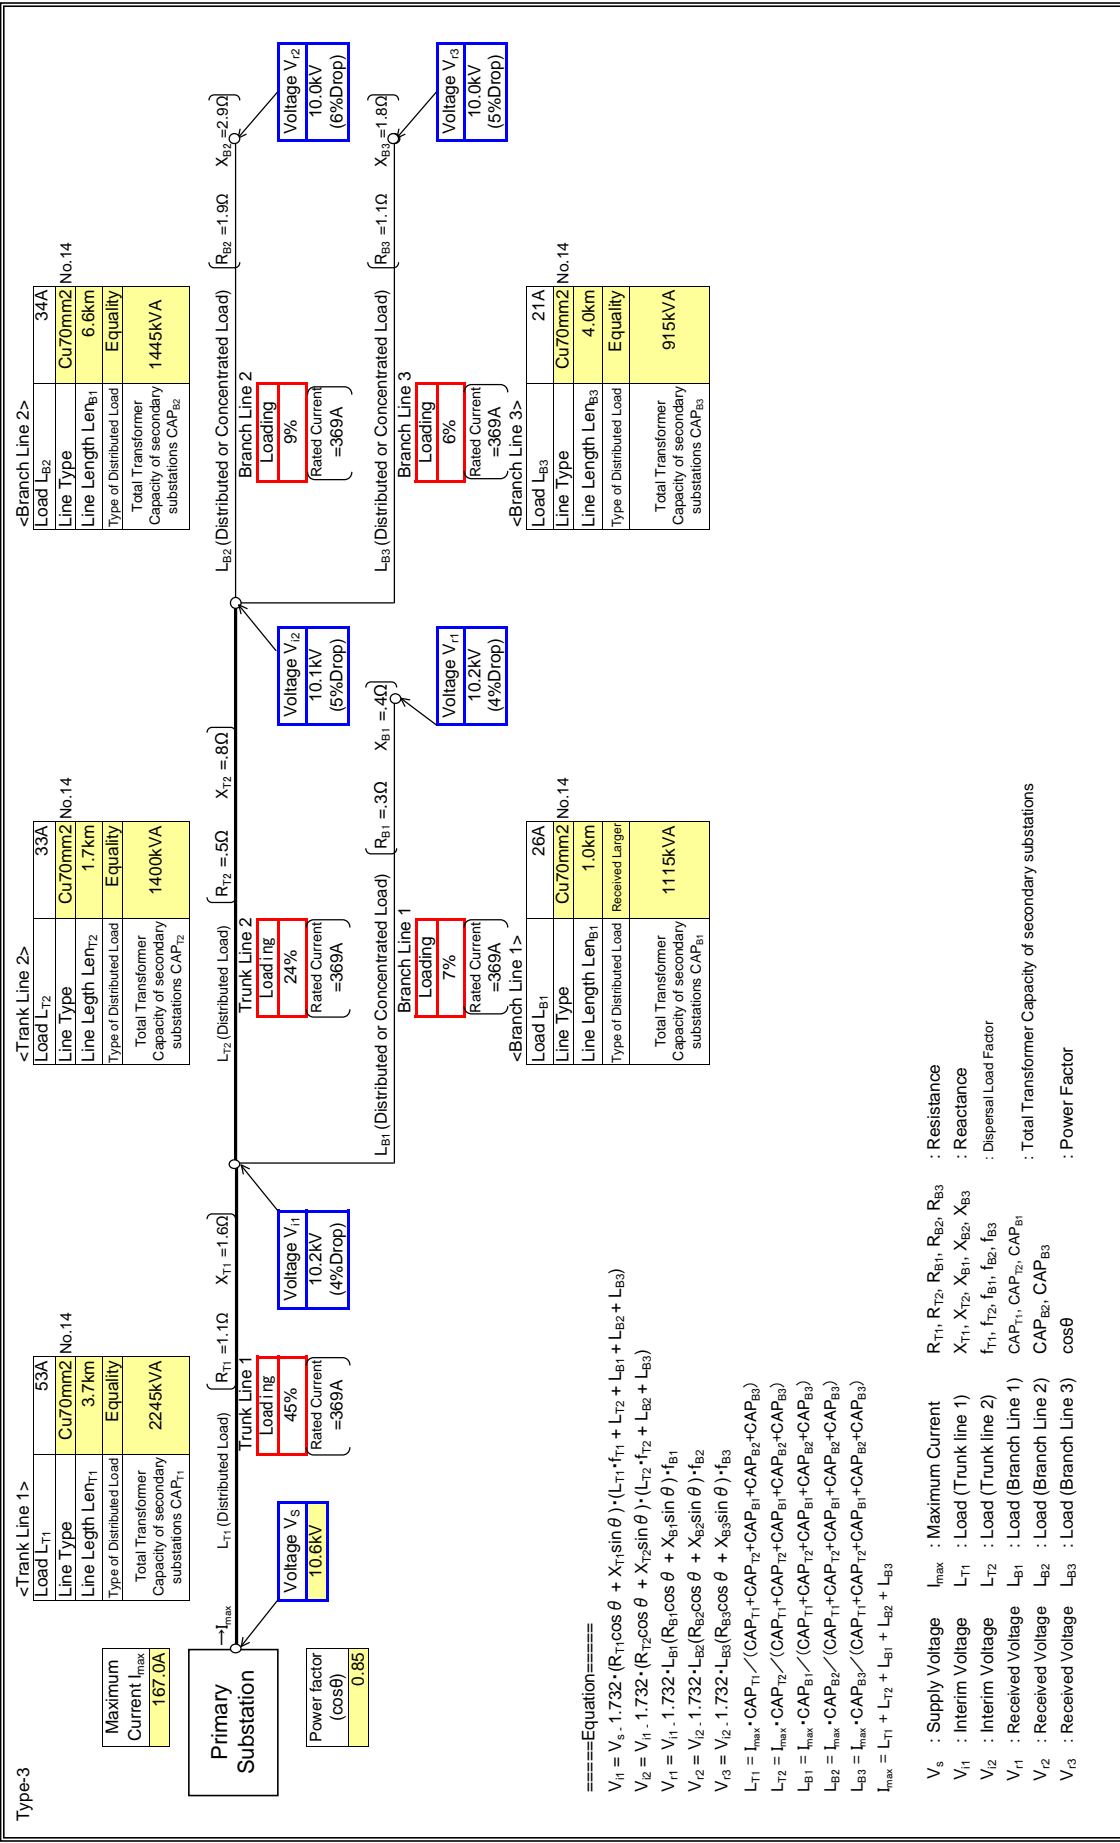 Type-3
<Trank Line 1>
Load LT1 53A
Line Type Cu70mm2 No.14
Line Legth LenT1 3.7km
Type of Distributed Load Equality
Total Transformer
Capacity of secondary
substations CAPT1
2245kVA
<Trank Line 2>
Load LT2 33A
Line Type Cu70mm2 No.14
Line Legth LenT2 1.7km
Type of Distributed Load Equality
Total Transformer
Capacity of secondary
substations CAPT2
1400kVA
<Branch Line 2>
Load LB2 34A
Line Type Cu70mm2 No.14
Line Length LenB1 6.6km
Type of Distributed Load Equality
Total Transformer
Capacity of secondary
substations CAPB2
1445kVA
Maximum
Current Imax
167.0A
Primary
Substation
Power factor
(cosθ)
0.85
→Imax
Voltage Vs
10.6kV
LT1 (Distributed Load)
RT1 =1.1Ω XT1 =1.6Ω
Trunk Line 1
Loading
45%
Rated Current
=369A
Voltage Vi1
10.2kV
(4%Drop)
LT2 (Distributed Load)
RT2 =.5Ω XT2 =.8Ω
Trunk Line 2
Loading
24%
Rated Current
=369A
Voltage Vi2
10.1kV
(5%Drop)
LB2 (Distributed or Concentrated Load)
RB2 =1.9Ω XB2 =2.9Ω
Branch Line 2
Loading
9%
Rated Current
=369A
Voltage Vr2
10.0kV
(6%Drop)
LB1 (Distributed or Concentrated Load)
RB1 =.3Ω XB1 =.4Ω
Branch Line 1
Loading
7%
Rated Current
=369A
Voltage Vr1
10.2kV
(4%Drop)
LB3 (Distributed or Concentrated Load)
RB3 =1.1Ω XB3 =1.8Ω
Branch Line 3
Loading
6%
Rated Current
=369A
Voltage Vr3
10.0kV
(5%Drop)
<Branch Line 1>
Load LB1 26A
Line Type Cu70mm2 No.14
Line Length LenB1 1.0km
Type of Distributed Load Received Larger
Total Transformer
Capacity of secondary
substations CAPB1
1115kVA
<Branch Line 3>
Load LB3 21A
Line Type Cu70mm2 No.14
Line Length LenB3 4.0km
Type of Distributed Load Equality
Total Transformer
Capacity of secondary
substations CAPB3
915kVA
=====Equation=====
Vi1 = Vs - 1.732・(RT1cos θ + XT1sin θ)・(LT1・fT1 + LT2 + LB1 + LB2 + LB3)
Vi2 = Vi1 - 1.732・(RT2cos θ + XT2sin θ)・(LT2・fT2 + LB2 + LB3)
Vr1 = Vi1 - 1.732・LB1(RB1cos θ + XB1sin θ)・fB1
Vr2 = Vi2 - 1.732・LB2(RB2cos θ + XB2sin θ)・fB2
Vr3 = Vi2 - 1.732・LB3(RB3cos θ + XB3sin θ)・fB3
LT1 = Imax・CAPT1／(CAPT1+CAPT2+CAPB1+CAPB2+CAPB3)
LT2 = Imax・CAPT2／(CAPT1+CAPT2+CAPB1+CAPB2+CAPB3)
LB1 = Imax・CAPB1／(CAPT1+CAPT2+CAPB1+CAPB2+CAPB3)
LB2 = Imax・CAPB2／(CAPT1+CAPT2+CAPB1+CAPB2+CAPB3)
LB3 = Imax・CAPB3／(CAPT1+CAPT2+CAPB1+CAPB2+CAPB3)
Imax = LT1 + LT2 + LB1 + LB2 + LB3
Vs : Supply Voltage Imax : Maximum Current RT1, RT2, RB1, RB2, RB3 : Resistance
Vi1 : Interim Voltage LT1 : Load (Trunk line 1) XT1, XT2, XB1, XB2, XB3 : Reactance
Vi2 : Interim Voltage LT2 : Load (Trunk line 2) fT1, fT2, fB1, fB2, fB3 : Dispersal Load Factor
Vr1 : Received Voltage LB1 : Load (Branch Line 1) CAPT1, CAPT2, CAPB1
Vr2 : Received Voltage LB2 : Load (Branch Line 2) CAPB2, CAPB3 : Total Transformer Capacity of secondary substations
Vr3 : Received Voltage LB3 : Load (Branch Line 3) cosθ : Power Factor